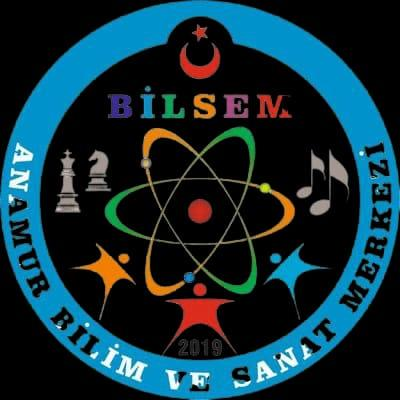 BİLSEM
ANAMUR BİLİM VE SANAT MERKEZİ
2019